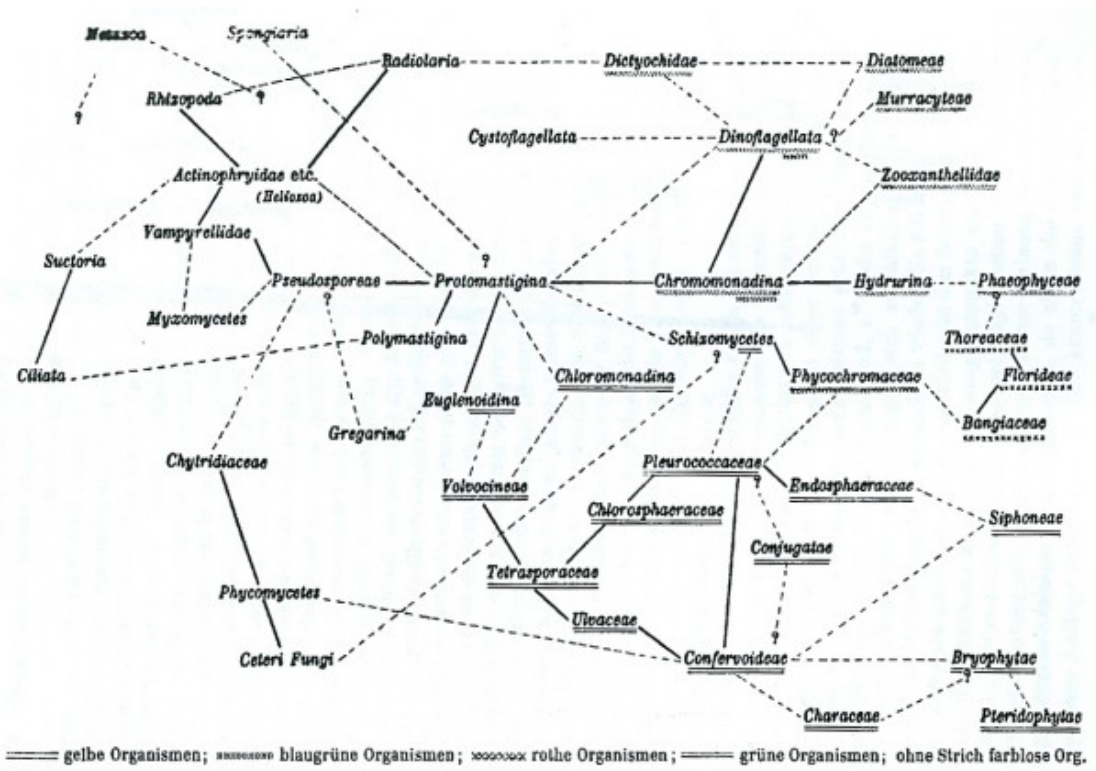 Metazoa
Spongiaria
Radiolaria
Dictyochidae
Diatomeae
?
Rhizopoda
?
Murracyteae
Cystoflagellata
Dinoflagellata ?
Actinophryidae etc.
(Heliozoa)
Zooxanthellidae
Vampyrellidae
Suctoria
?
Pseudosporeae
Protomastigina
Chromomonadina
Hydrurina
Phaeophyceae
?
?
Myxomycetes
Polymastigina
Schizomycetes
Thoreaceae
?
Ciliata
Chloromonadina
Phycochromaceae
Florideae
Euglenoidina
Gregarina
Bangiaceae
Chytridiaceae
Pleurococcaceae
?
Volvocineae
Endosphaeraceae
Chlorosphaeraceae
Siphoneae
Conjugatae
Tetrasporaceae
Phycomycetes
Ulvaceae
?
Ceteri Fungi
Confervoideae
Bryophytae
?
Characeae
Pteridophytae
gelbe Organismen; blaugrüne Organismen; rothe Organismen; grüne Organismen; ohne Strich farblose Org.